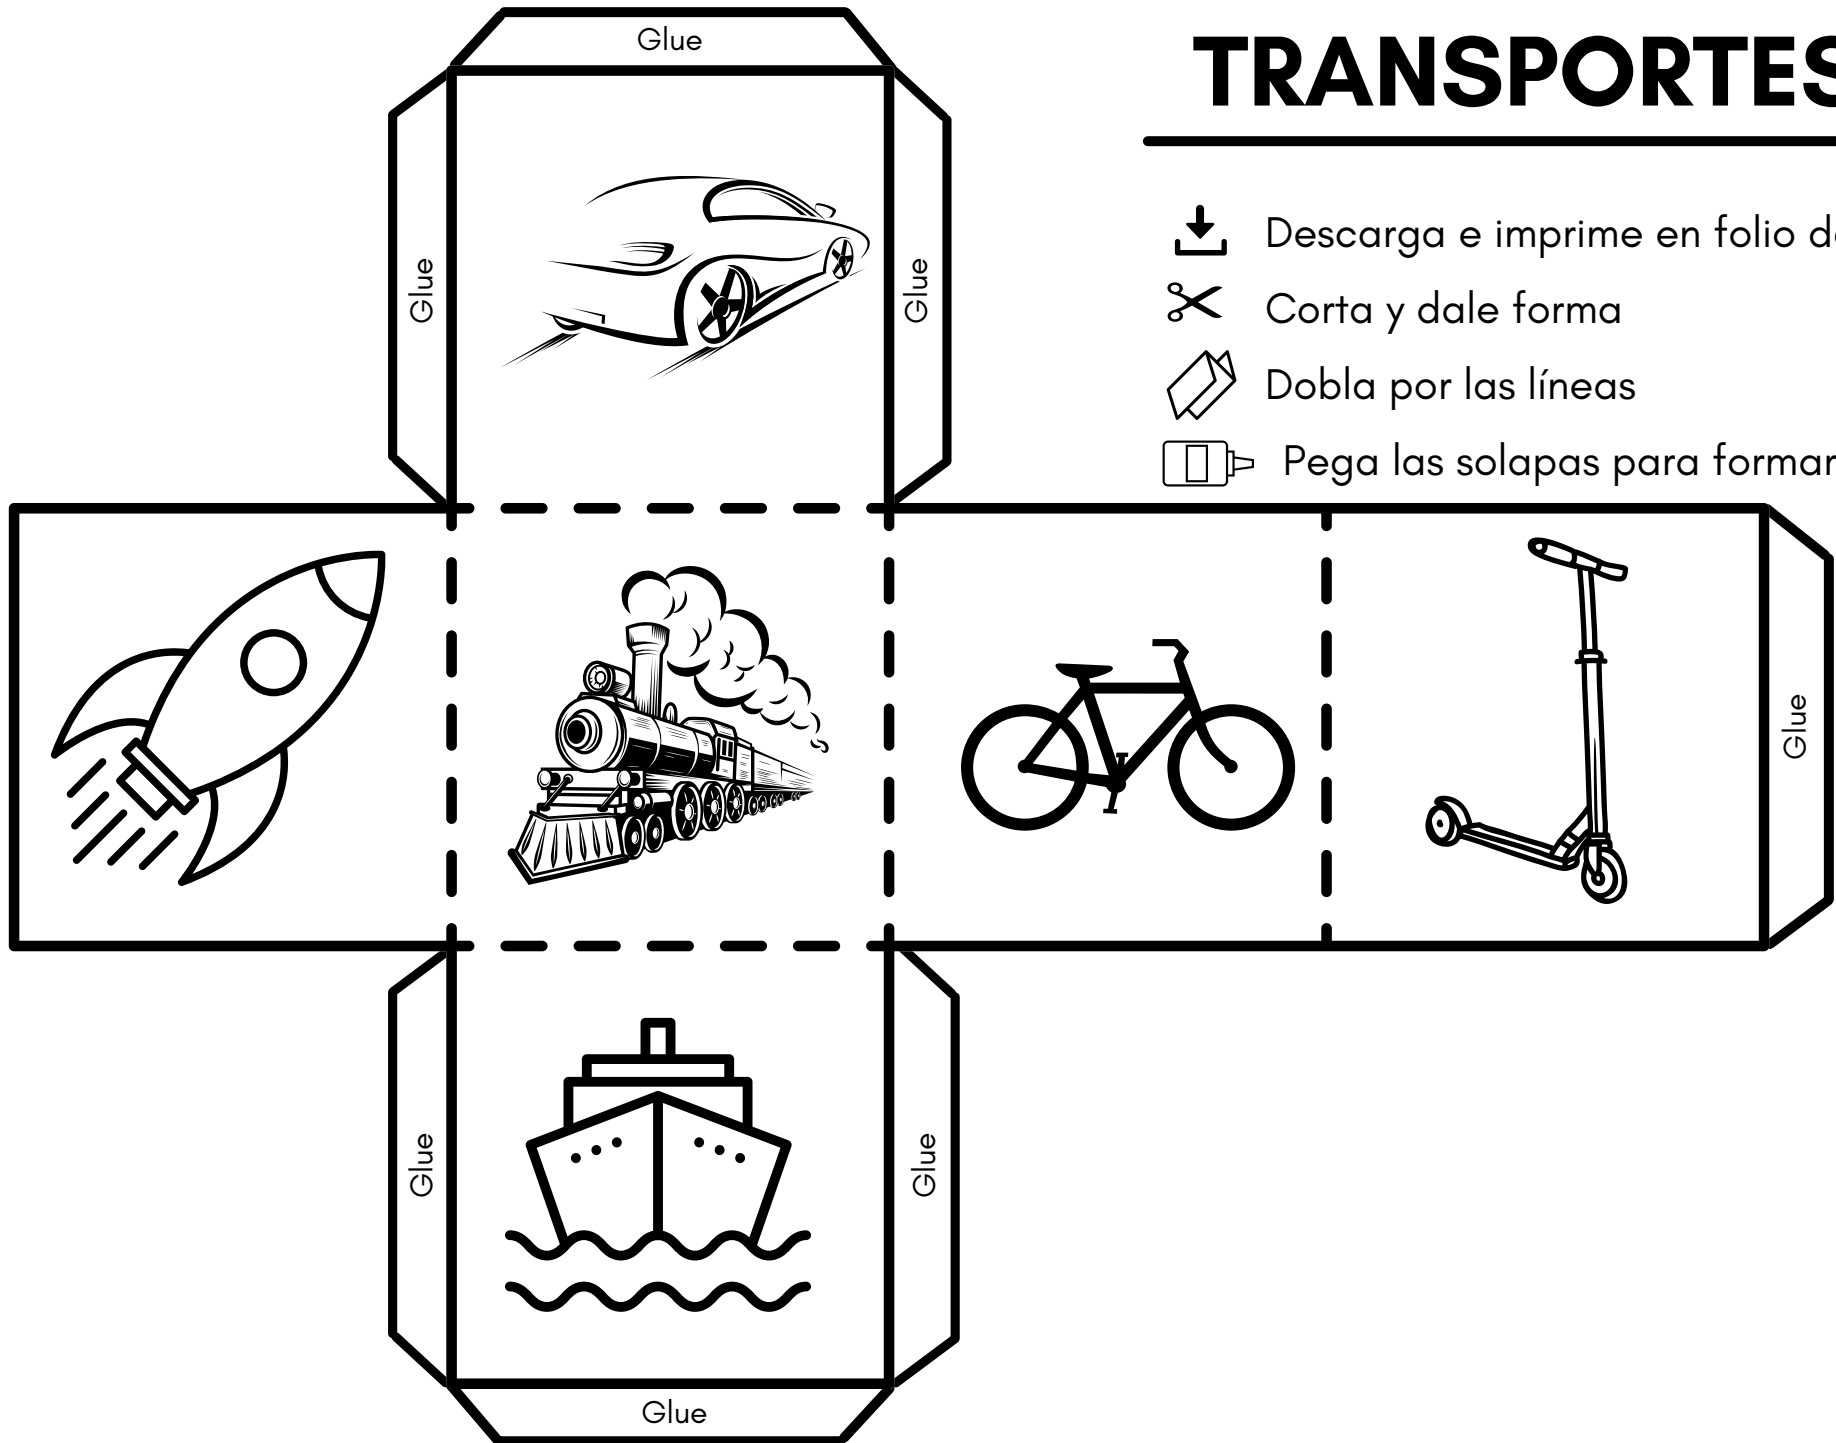 Glue
TRANSPORTES
Descarga e imprime en folio
Glue
Glue
Corta y dale forma
Dobla por las líneas
Pega las solapas para formar
Glue
Glue
Glue
Glue